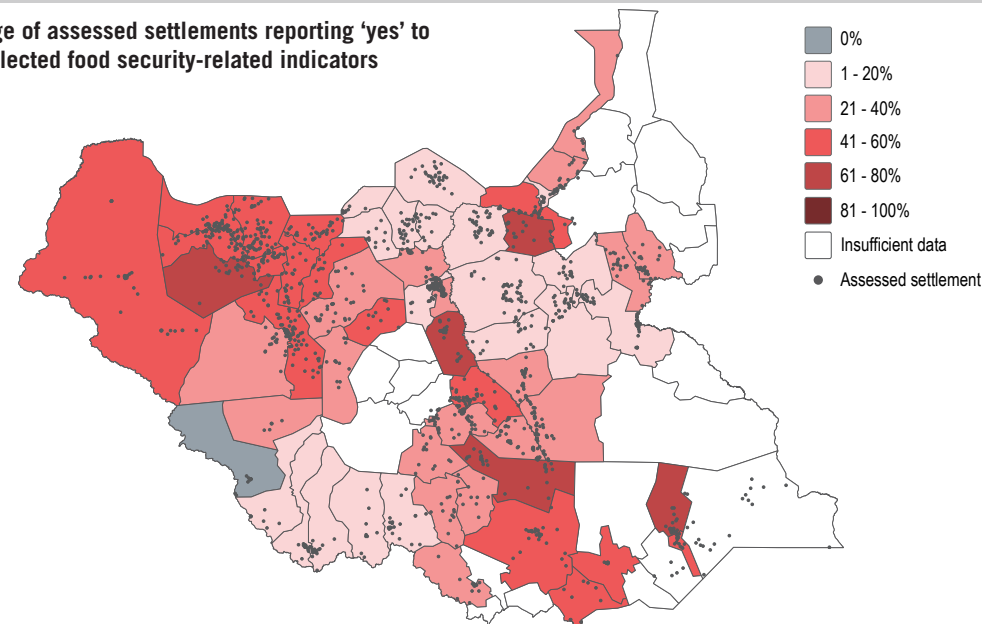 ge of assessed settlements reporting ‘yes’ to
lected food security-related indicators
0%
1 - 20%
21 - 40%
41 - 60%
61 - 80%
81 - 100%
Insufficient data
Assessed settlement